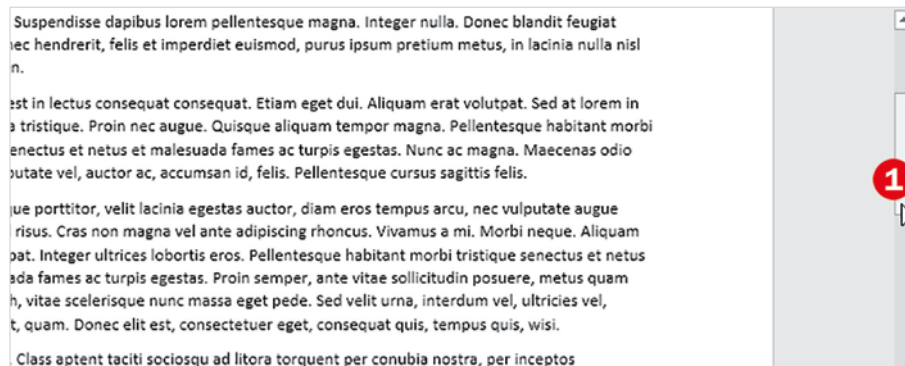 Suspendisse dapibus lorem pellentesque magna. Integer nulla. Donec blandit feugiat
hendrerit, felis et imperdiet euismod, purus ipsum pretium metus, in lacinia nulla nisl
est in lectus consequat consequat. Etiam eget dui. Aliquam erat volutpat. Sed at lorem in
tristique. Proin nec augue. Quisque aliquam tempor magna. Pellentesque habitant morbi
enectus et netus et malesuada fames ac turpis egestas. Nunc ac magna. Maecenas odio
vel, auctor ac, accumsan id, felis. Pellentesque cursus sagittis felis.
1
porttitor, velit lacinia egestas auctor, diam eros tempus arcu, nec vulputate augue
risus. Cras non magna vel ante adipiscing rhoncus. Vivamus a mi. Morbi neque. Aliquam
Integer ultrices lobortis eros. Pellentesque habitant morbi tristique senectus et netus
fames ac turpis egestas. Proin semper, ante vitae sollicitudin posuere, metus quam
vitae scelerisque nunc massa eget pede. Sed velit urna, interdum vel, ultricies vel,
quam. Donec elit est, consectetuer eget, consequat quis, tempus quis, wisi.
. Class aptent taciti sociosqu ad litora torquent per conubia nostra, per inceptos